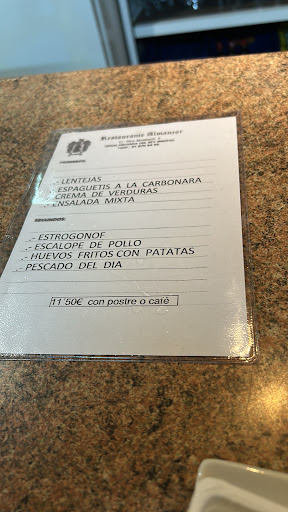 Restaurante Almanzor
PRIMEROS:
.- LENTEJAS
.- ESPAGUETIS A LA CARBONARA
CREMA DE VERDURAS
.- ENSALADA MIXTA
SEGUNDOS:
.- ESTROGONOF
.- ESCALOPE DE POLLO
.- HUEVOS FRITOS CON PATATAS
.- PESCADO DEL DIA
11'50€ con postre o café